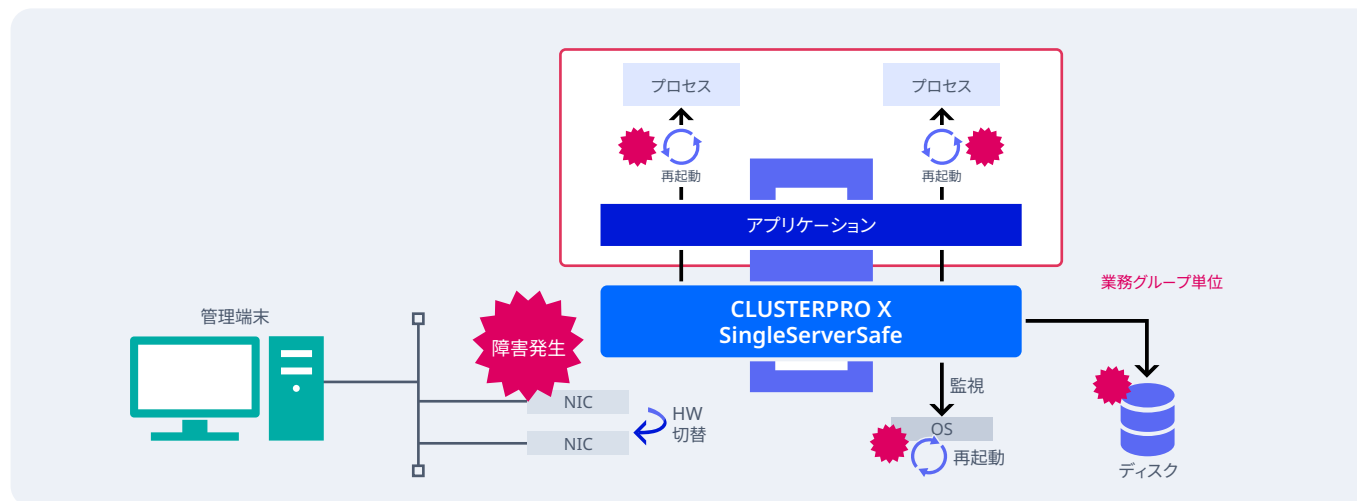 プロセス
プロセス
再起動
再起動
アプリケーション
業務グループ単位
CLUSTERPRO X
SingleServerSafe
管理端末
障害発生
監視
NIC
HW
切替
NIC
OS
再起動
ディスク